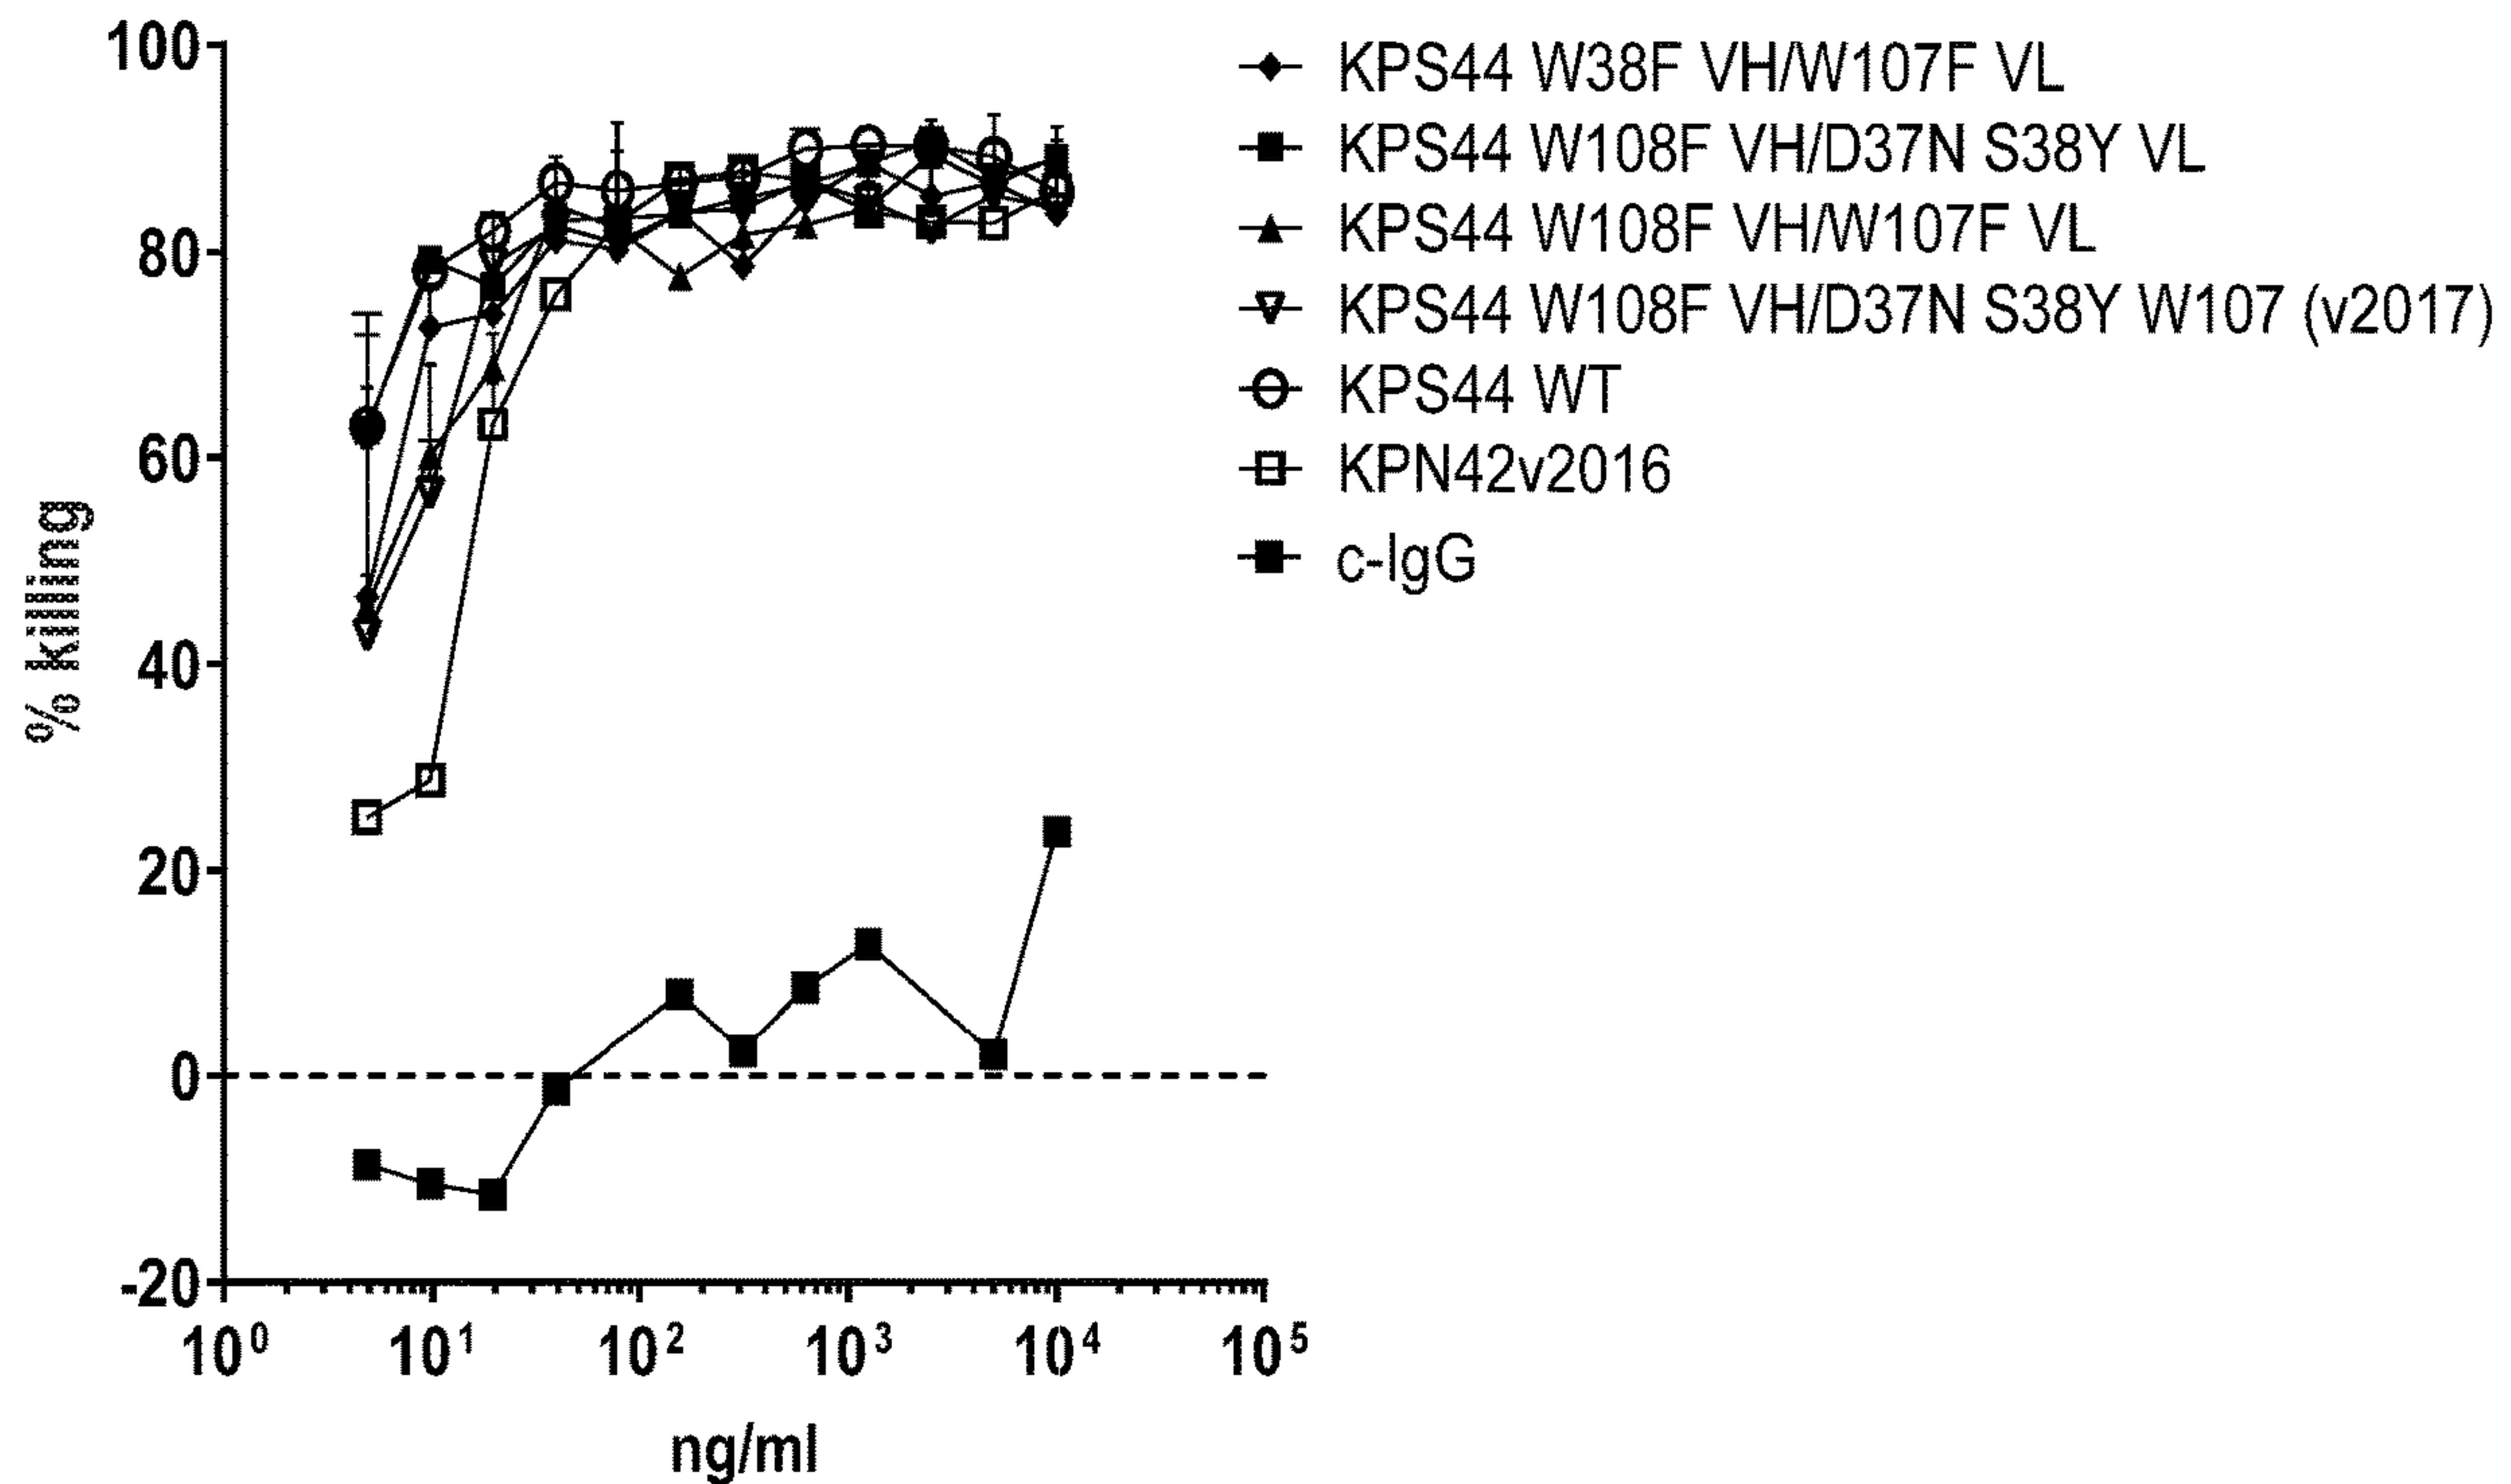 100
80
60
40
20
0
-20
% killing
10⁰ 10¹ 10² 10³ 10⁴ 10⁵
ng/ml
KPS44 W38F VH/W107F VL
KPS44 W108F VH/D37N S38Y VL
KPS44 W108F VH/W107F VL
KPS44 W108F VH/D37N S38Y W107 (v2017)
KPS44 WT
KPN42v2016
c-IgG